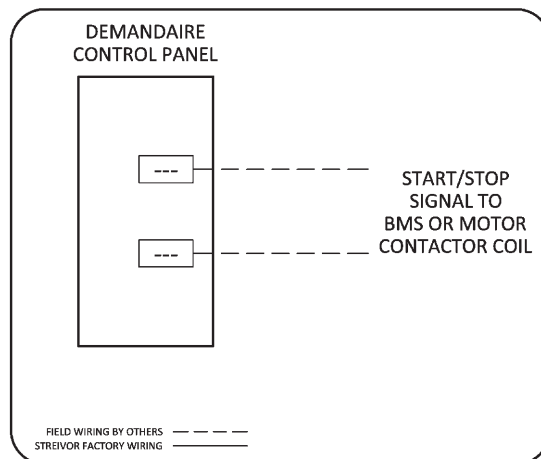 DEMANDAIRE
CONTROL PANEL
---
---
START/STOP
SIGNAL TO
BMS OR MOTOR
CONTACTOR COIL
FIELD WIRING BY OTHERS
STREIVOR FACTORY WIRING